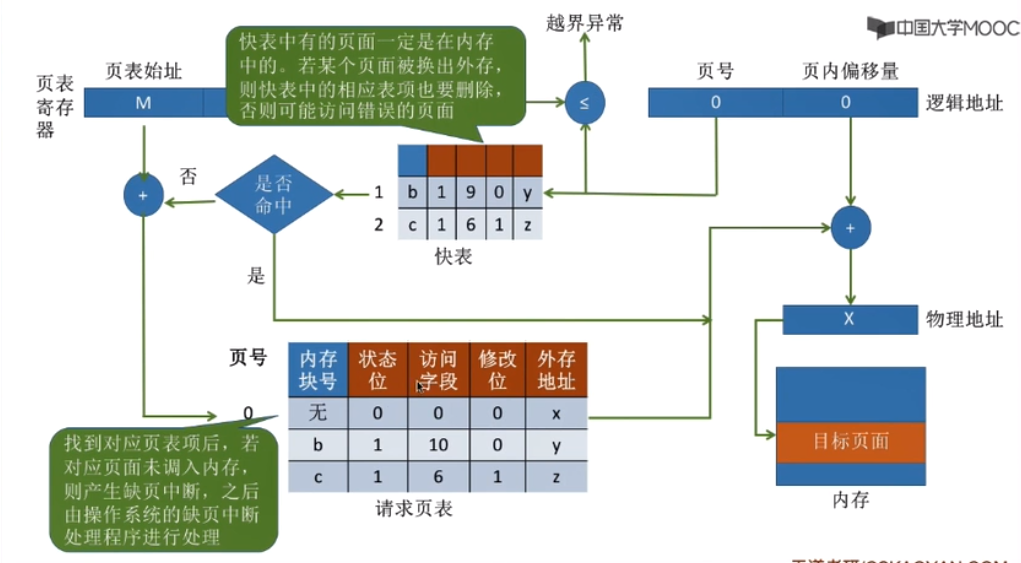 中国大学MOOC
越界异常
快表中有的页面一定是在内存
中的。若某个页面被换出外存，
则快表中的相应表项也要删除，
否则可能访问错误的页面
页表
寄存
器
页表始址
M
≤
页号
页内偏移量
0
0
逻辑地址
+
否
是否
命中
1
b 1 9 0 y
2
c 1 6 1 z
快表
+
是
X
物理地址
页号
内存
块号
状态
位
访问
字段
修改
位
外存
地址
0
无 0 0 0 x
b 1 10 0 y
c 1 6 1 z
请求页表
找到对应页表项后，若
对应页面未调入内存，
则产生缺页中断，之后
由操作系统的缺页中断
处理程序进行处理
目标页面
内存